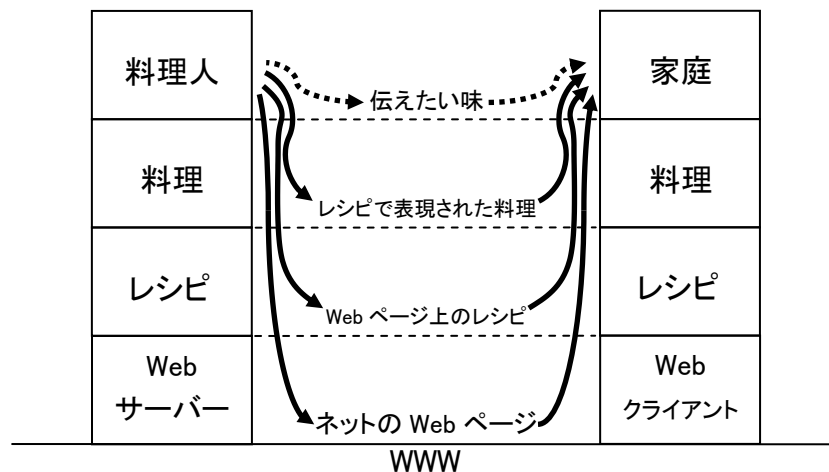 料理人
伝えたい味
家庭
料理
レシピで表現された料理
料理
レシピ
Web ページ上のレシピ
レシピ
Web
サーバー
ネットの Web ページ
Web
クライアント
WWW